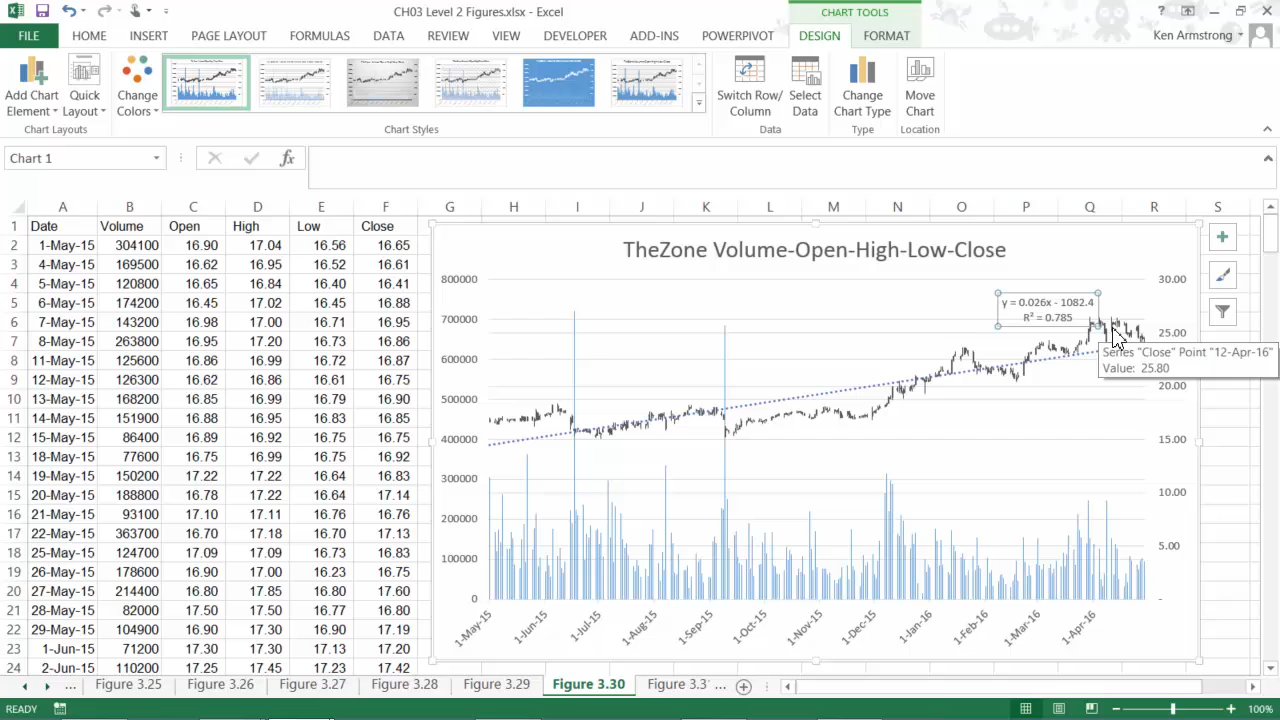 CH03 Level 2 Figures.xlsx - Excel
CHART TOOLS
FILE HOME INSERT PAGE LAYOUT FORMULAS DATA REVIEW VIEW DEVELOPER ADD-INS POWERPIVOT DESIGN FORMAT Ken Armstrong
Add Chart Element
Quick Layout
Change Colors
Switch Row/ Column
Select Data
Change Chart Type
Move Chart
Chart Layouts Chart Styles Data Type Location
Chart 1 fx
A B C D E F G H I J K L M N O P Q R S
1 Date Volume Open High Low Close
2 1-May-15 304100 16.90 17.04 16.56 16.65
3 4-May-15 169500 16.62 16.95 16.52 16.61
4 5-May-15 120800 16.65 16.84 16.40 16.41
5 6-May-15 174200 16.45 17.02 16.45 16.88
6 7-May-15 143200 16.98 17.00 16.71 16.95
7 8-May-15 263800 16.95 17.20 16.73 16.86
8 11-May-15 125600 16.86 16.99 16.72 16.87
9 12-May-15 126300 16.62 16.86 16.61 16.75
10 13-May-15 168200 16.85 16.99 16.79 16.90
11 14-May-15 151900 16.88 16.95 16.83 16.85
12 15-May-15 86400 16.89 16.92 16.75 16.75
13 18-May-15 77600 16.75 16.99 16.75 16.92
14 19-May-15 150200 17.22 17.22 16.64 16.83
15 20-May-15 188800 16.78 17.22 16.64 17.14
16 21-May-15 93100 17.10 17.11 16.76 16.76
17 22-May-15 363700 16.70 17.18 16.70 17.13
18 25-May-15 124700 17.09 17.09 16.73 16.83
19 26-May-15 178600 16.90 17.00 16.23 16.75
20 27-May-15 214400 16.80 17.85 16.80 17.60
21 28-May-15 82000 17.50 17.50 16.77 16.80
22 29-May-15 104900 16.90 17.30 16.90 17.19
23 1-Jun-15 71200 17.30 17.30 17.13 17.20
24 2-Jun-15 110200 17.25 17.45 17.23 17.42
TheZone Volume-Open-High-Low-Close
800000
700000
600000
500000
400000
300000
200000
100000
0
y = 0.026x - 1082.4
R² = 0.785
30.00
25.00
20.00
15.00
10.00
5.00
-
Series "Close" Point "12-Apr-16"
Value: 25.80
1-May-15 1-Jun-15 1-Jul-15 1-Aug-15 1-Sep-15 1-Oct-15 1-Nov-15 1-Dec-15 1-Jan-16 1-Feb-16 1-Mar-16 1-Apr-16
... Figure 3.25 Figure 3.26 Figure 3.27 Figure 3.28 Figure 3.29 Figure 3.30 Figure 3.3 ...
READY 100%